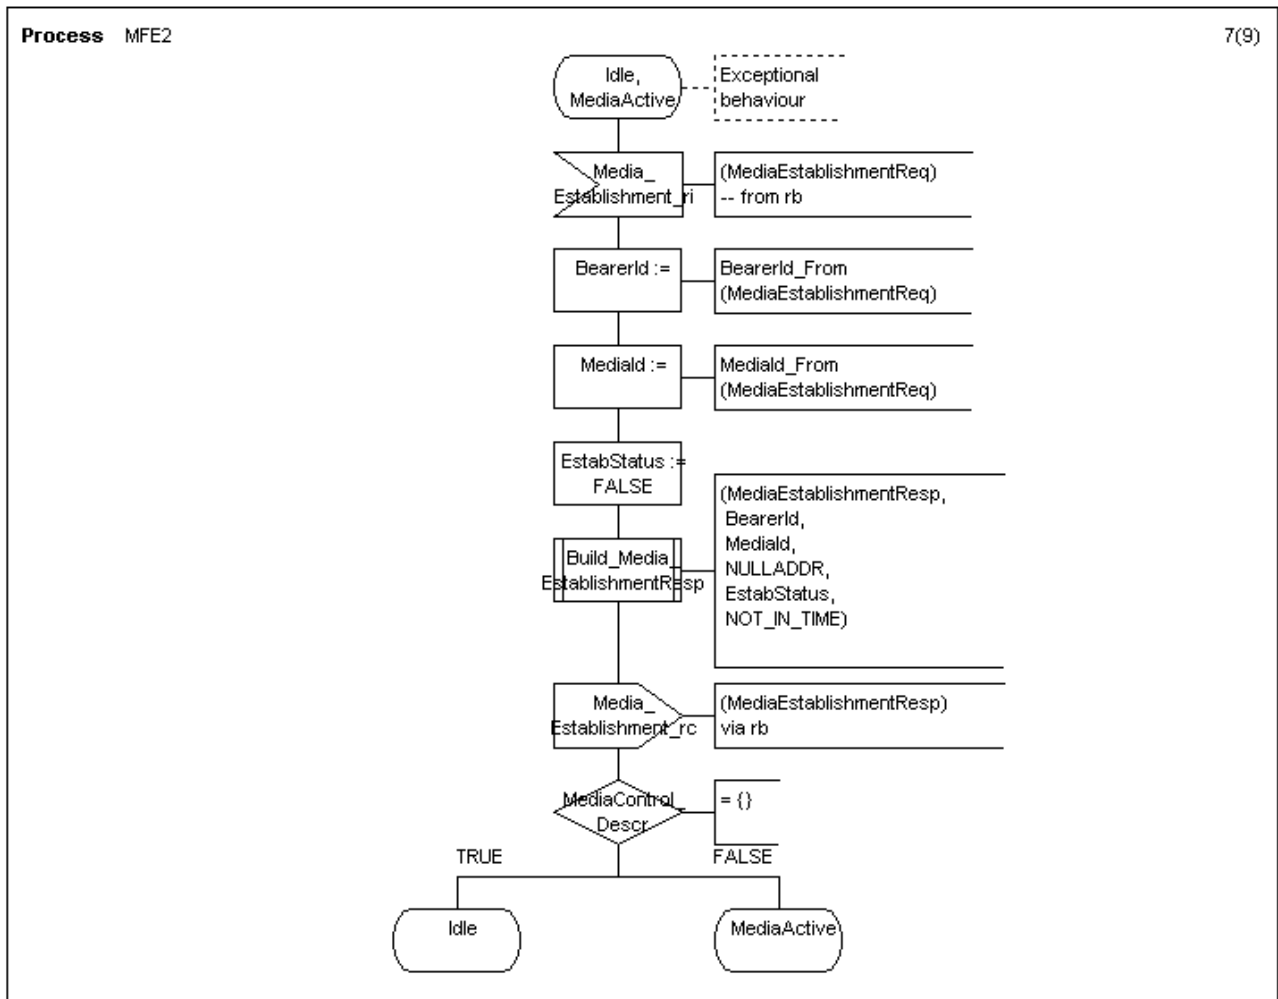 Process MFE2
7(9)
Idle,
MediaActive
Exceptional
behaviour
Media_
Establishment_ri
(MediaEstablishmentReq)
-- from rb
BearerId :=
BearerId_From
(MediaEstablishmentReq)
MediaId :=
MediaId_From
(MediaEstablishmentReq)
EstabStatus :=
FALSE
Build_Media_
EstablishmentResp
(MediaEstablishmentResp,
BearerId,
MediaId,
NULLADDR,
EstabStatus,
NOT_IN_TIME)
Media_
Establishment_rc
(MediaEstablishmentResp)
via rb
MediaControl_
Descr
= {}
TRUE
FALSE
Idle
MediaActive